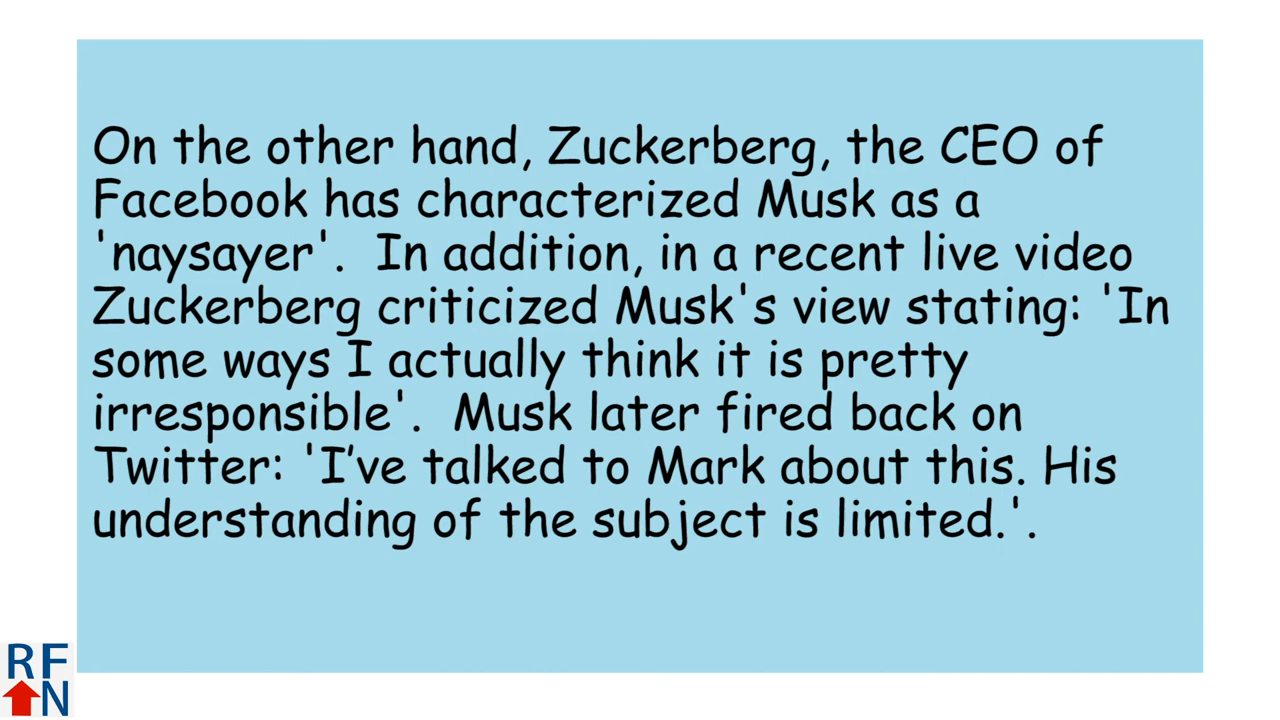 On the other hand, Zuckerberg, the CEO of
Facebook has characterized Musk as a
'naysayer'.  In addition, in a recent live video
Zuckerberg criticized Musk's view stating: 'In
some ways I actually think it is pretty
irresponsible'.  Musk later fired back on
Twitter: 'I’ve talked to Mark about this. His
understanding of the subject is limited.'.
RF
N